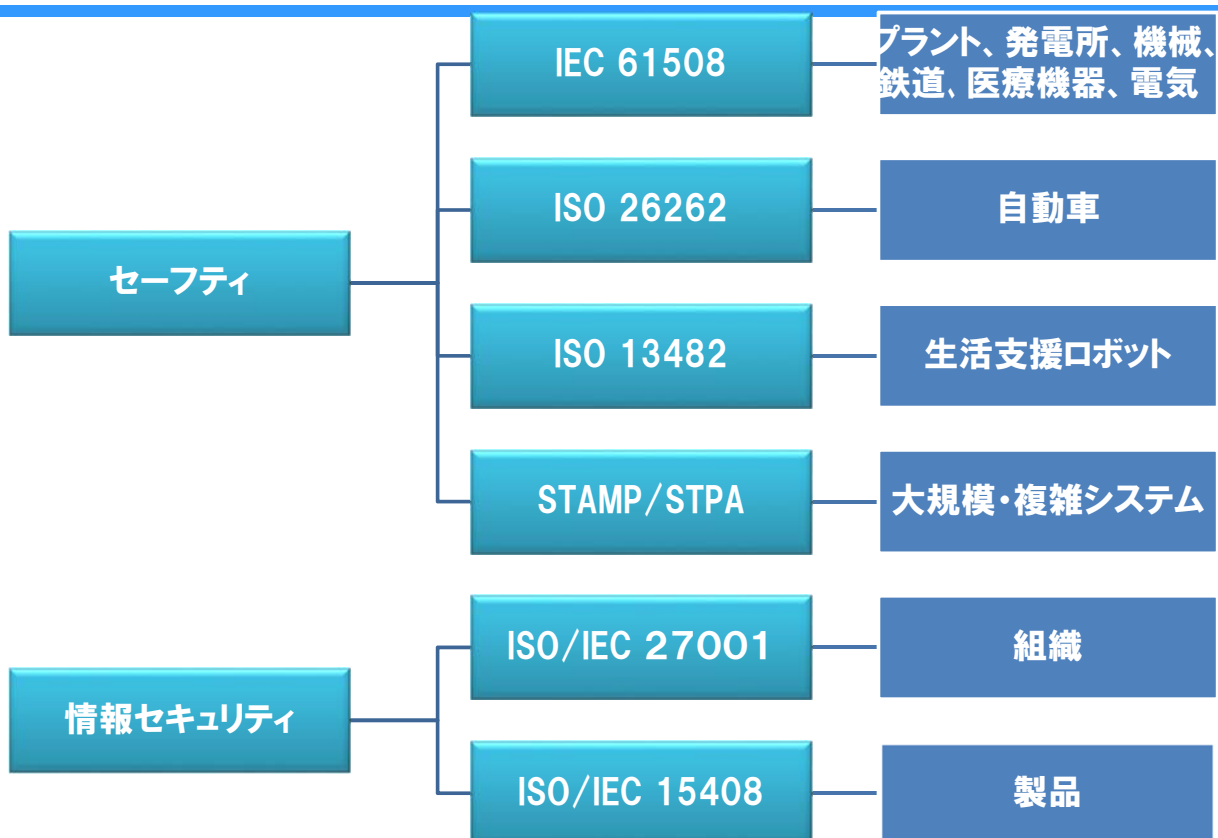 セーフティ
IEC 61508
プラント、発電所、機械、
鉄道、医療機器、電気
ISO 26262
自動車
ISO 13482
生活支援ロボット
STAMP/STPA
大規模・複雑システム
情報セキュリティ
ISO/IEC 27001
組織
ISO/IEC 15408
製品